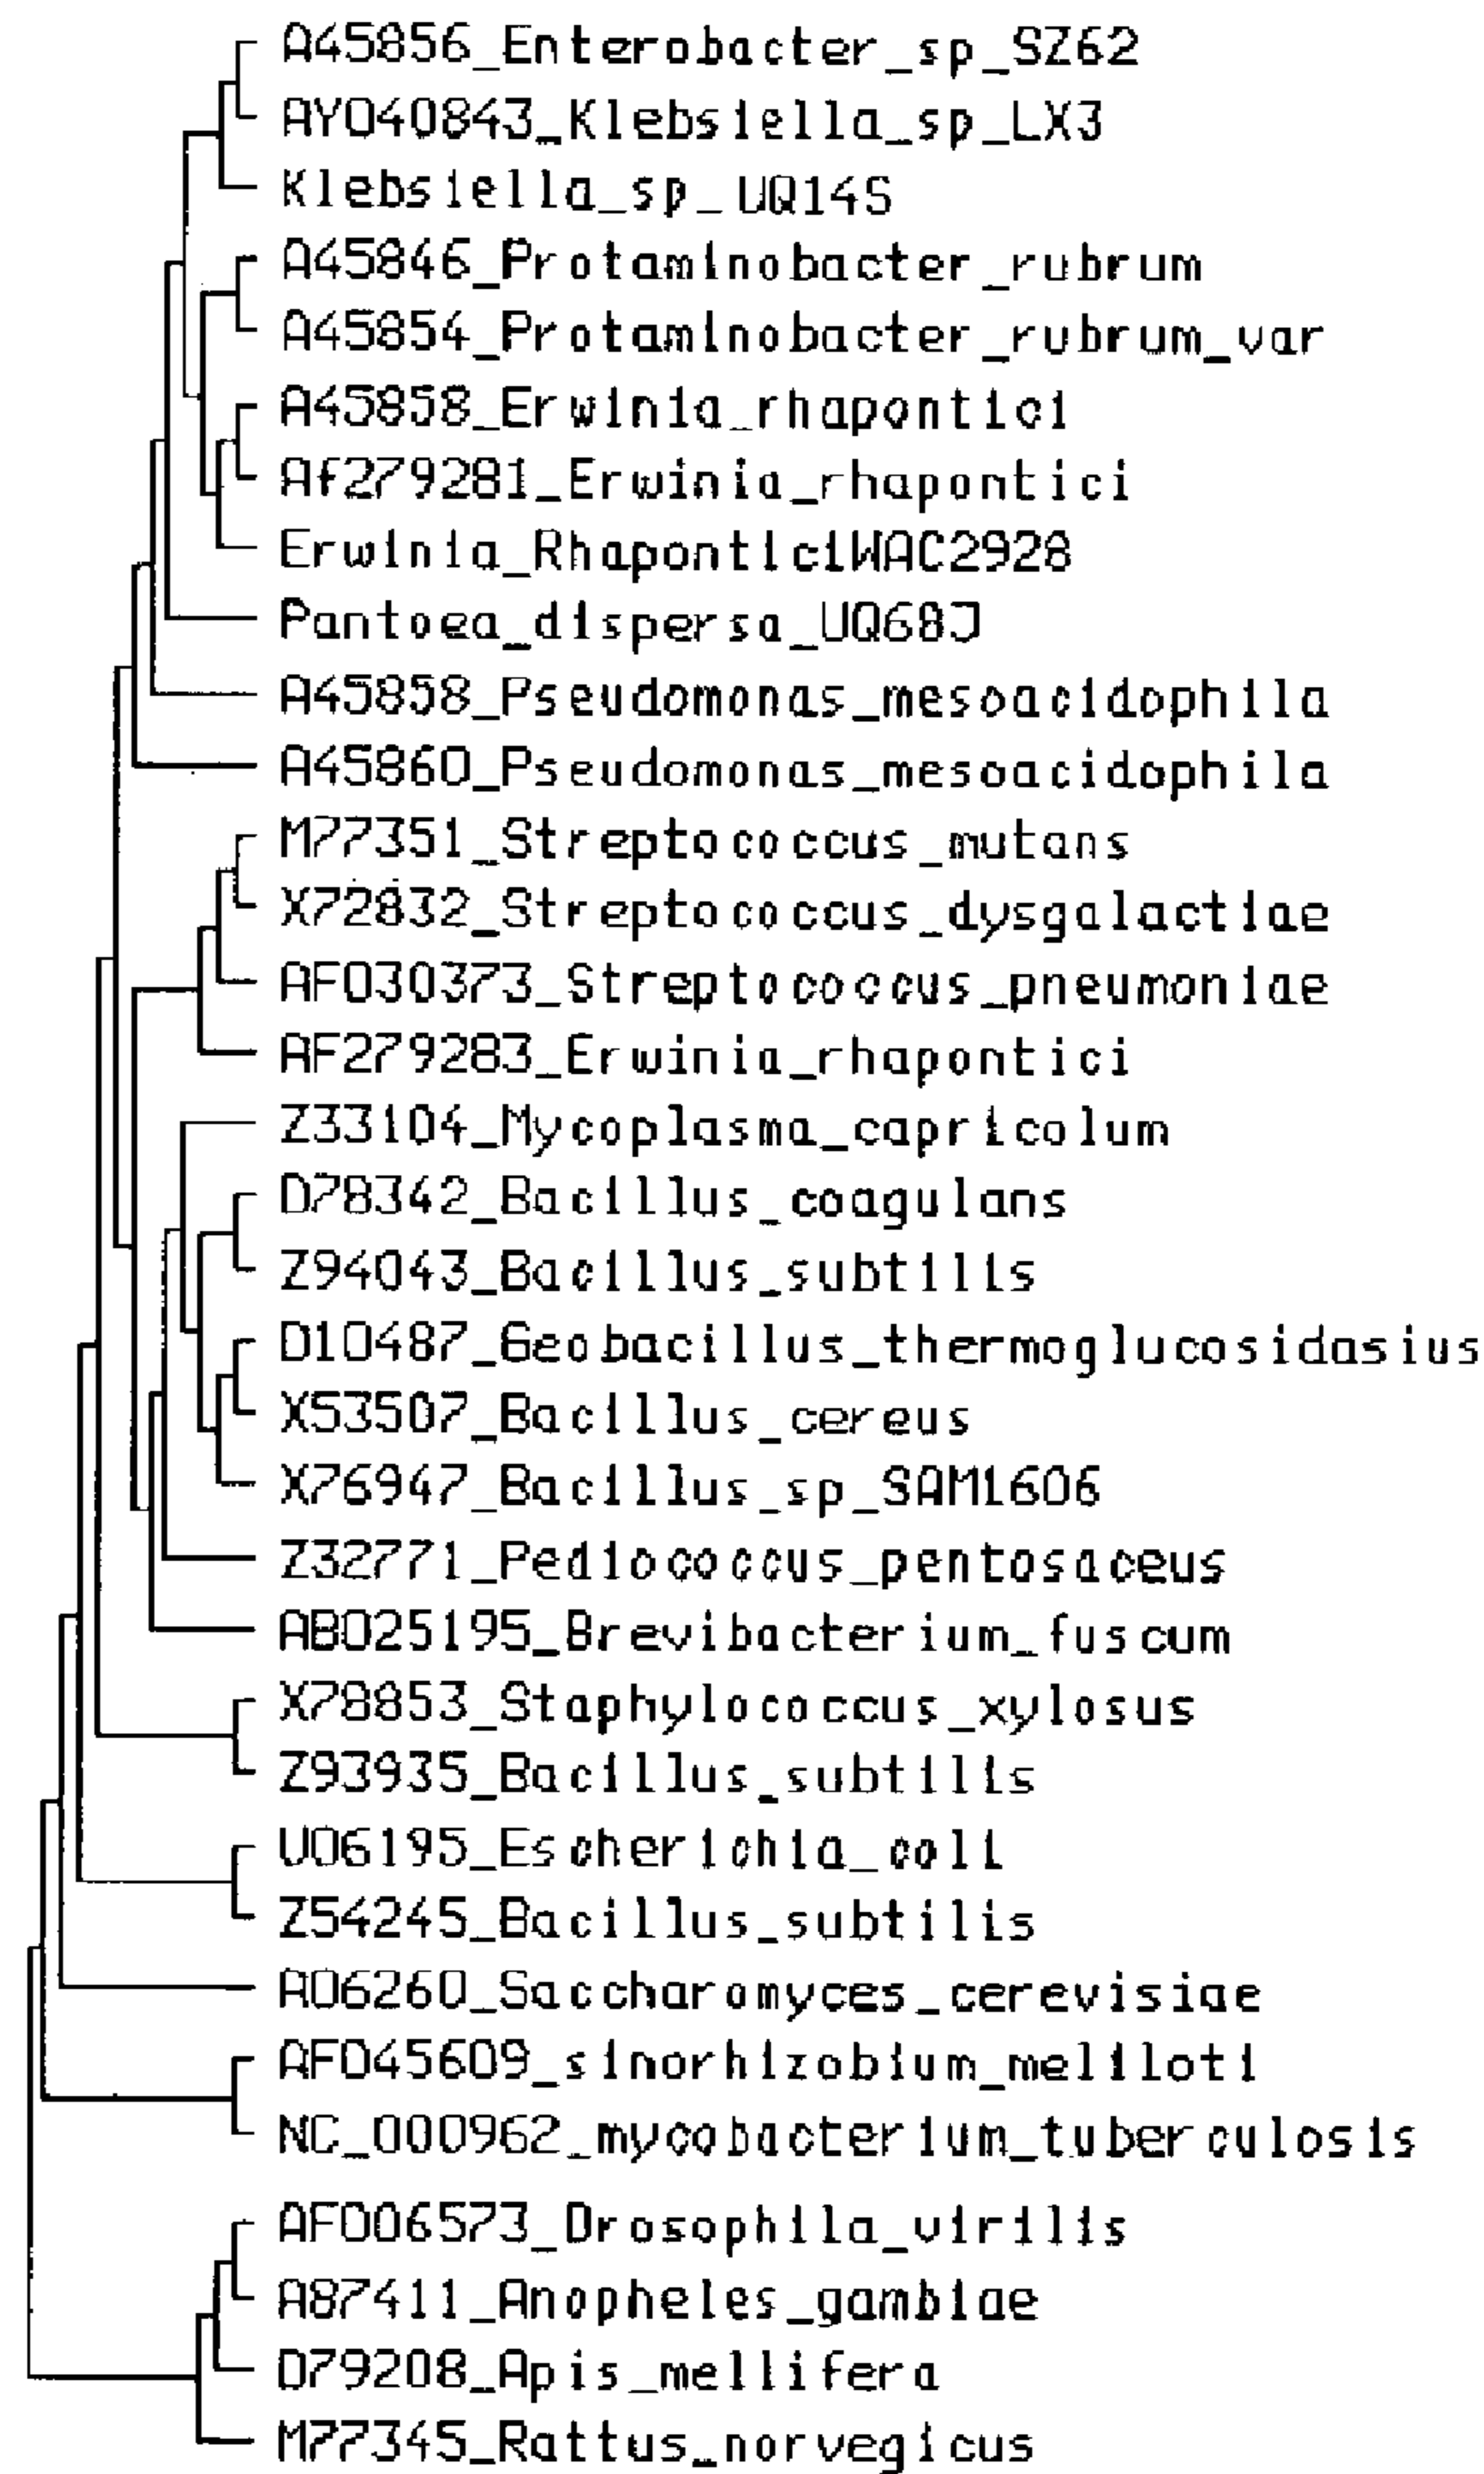 A45856_Enterobacter_sp_SZ62
AY040843_Klebsiella_sp_LX3
Klebsiella_sp_UQ14S
A45846_Protaminobacter_rubrum
A45854_Protaminobacter_rubrum_var
A45858_Erwinia_rhapontici
Af279281_Erwinia_rhapontici
Erwinia_RhaponticiWAC2928
Pantoea_dispersa_UQ68J
A45858_Pseudomonas_mesoacidophila
A45860_Pseudomonas_mesoacidophila
M77351_Streptococcus_mutans
X72832_Streptococcus_dysgalactiae
AF030373_Streptococcus_pneumoniae
AF279283_Erwinia_rhapontici
Z33104_Mycoplasma_capricolum
D78342_Bacillus_coagulans
Z94043_Bacillus_subtilis
D10487_Geobacillus_thermoglucosidasius
X53507_Bacillus_cereus
X76947_Bacillus_sp_SAM1606
Z32771_Pediococcus_pentosaceus
AB025195_Brevibacterium_fuscum
X78853_Staphylococcus_xylosus
Z93935_Bacillus_subtilis
U06195_Escherichia_coli
Z54245_Bacillus_subtilis
A06260_Saccharomyces_cerevisiae
AF045609_sinorhizobium_meliloti
NC_000962_mycobacterium_tuberculosis
AF006573_Drosophila_virilis
A87411_Anopheles_gambiae
D79208_Apis_mellifera
M77345_Rattus_norvegicus